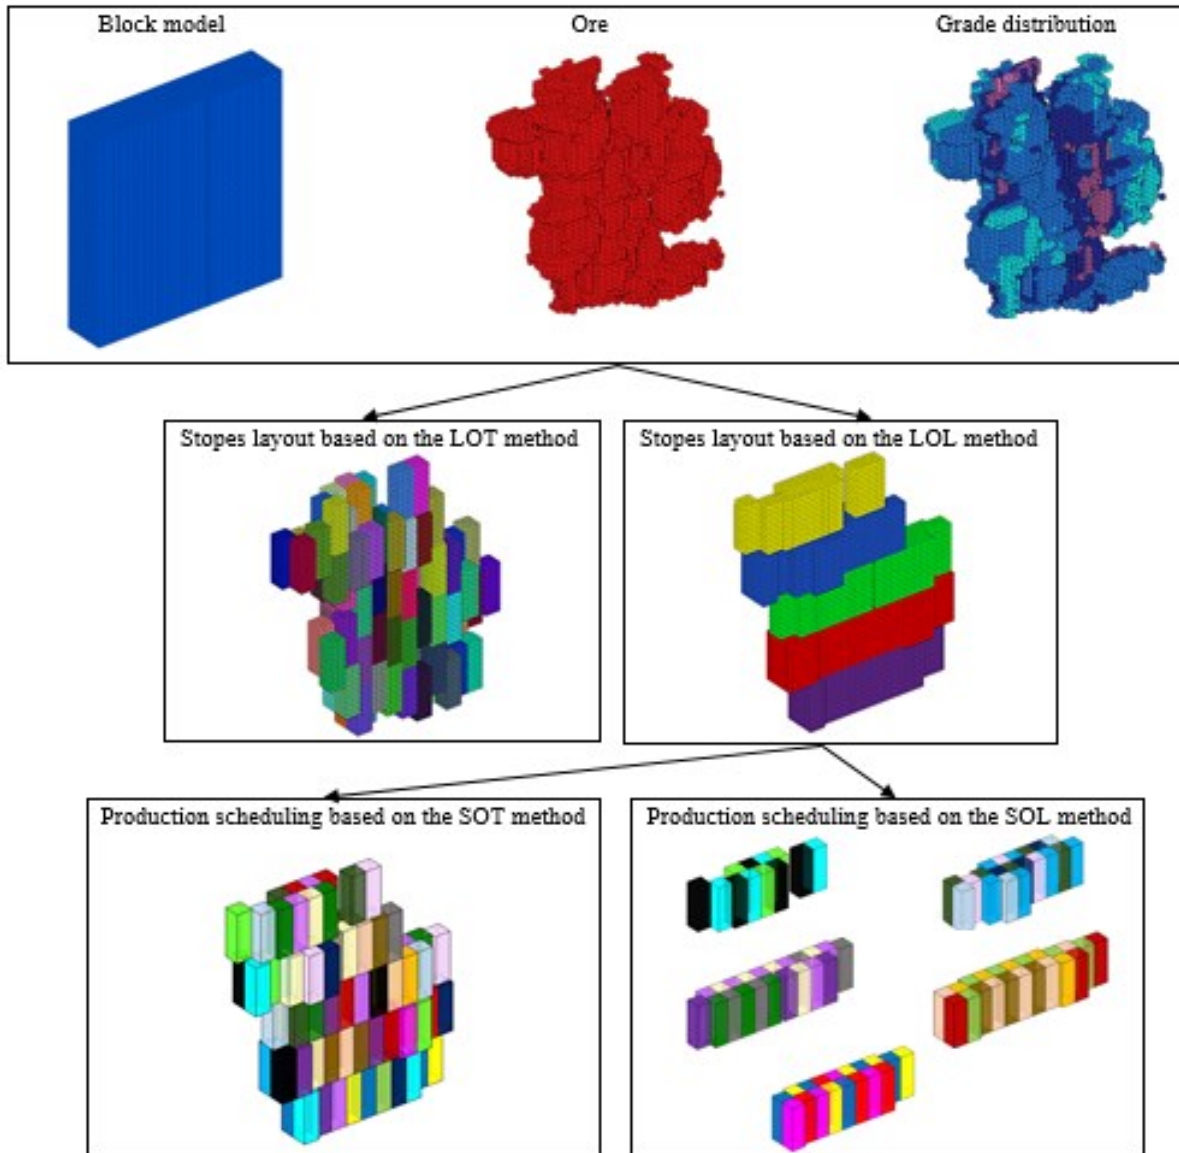 Block model
Ore
Grade distribution
Stopes layout based on the LOT method
Stopes layout based on the LOL method
Production scheduling based on the SOT method
Production scheduling based on the SOL method